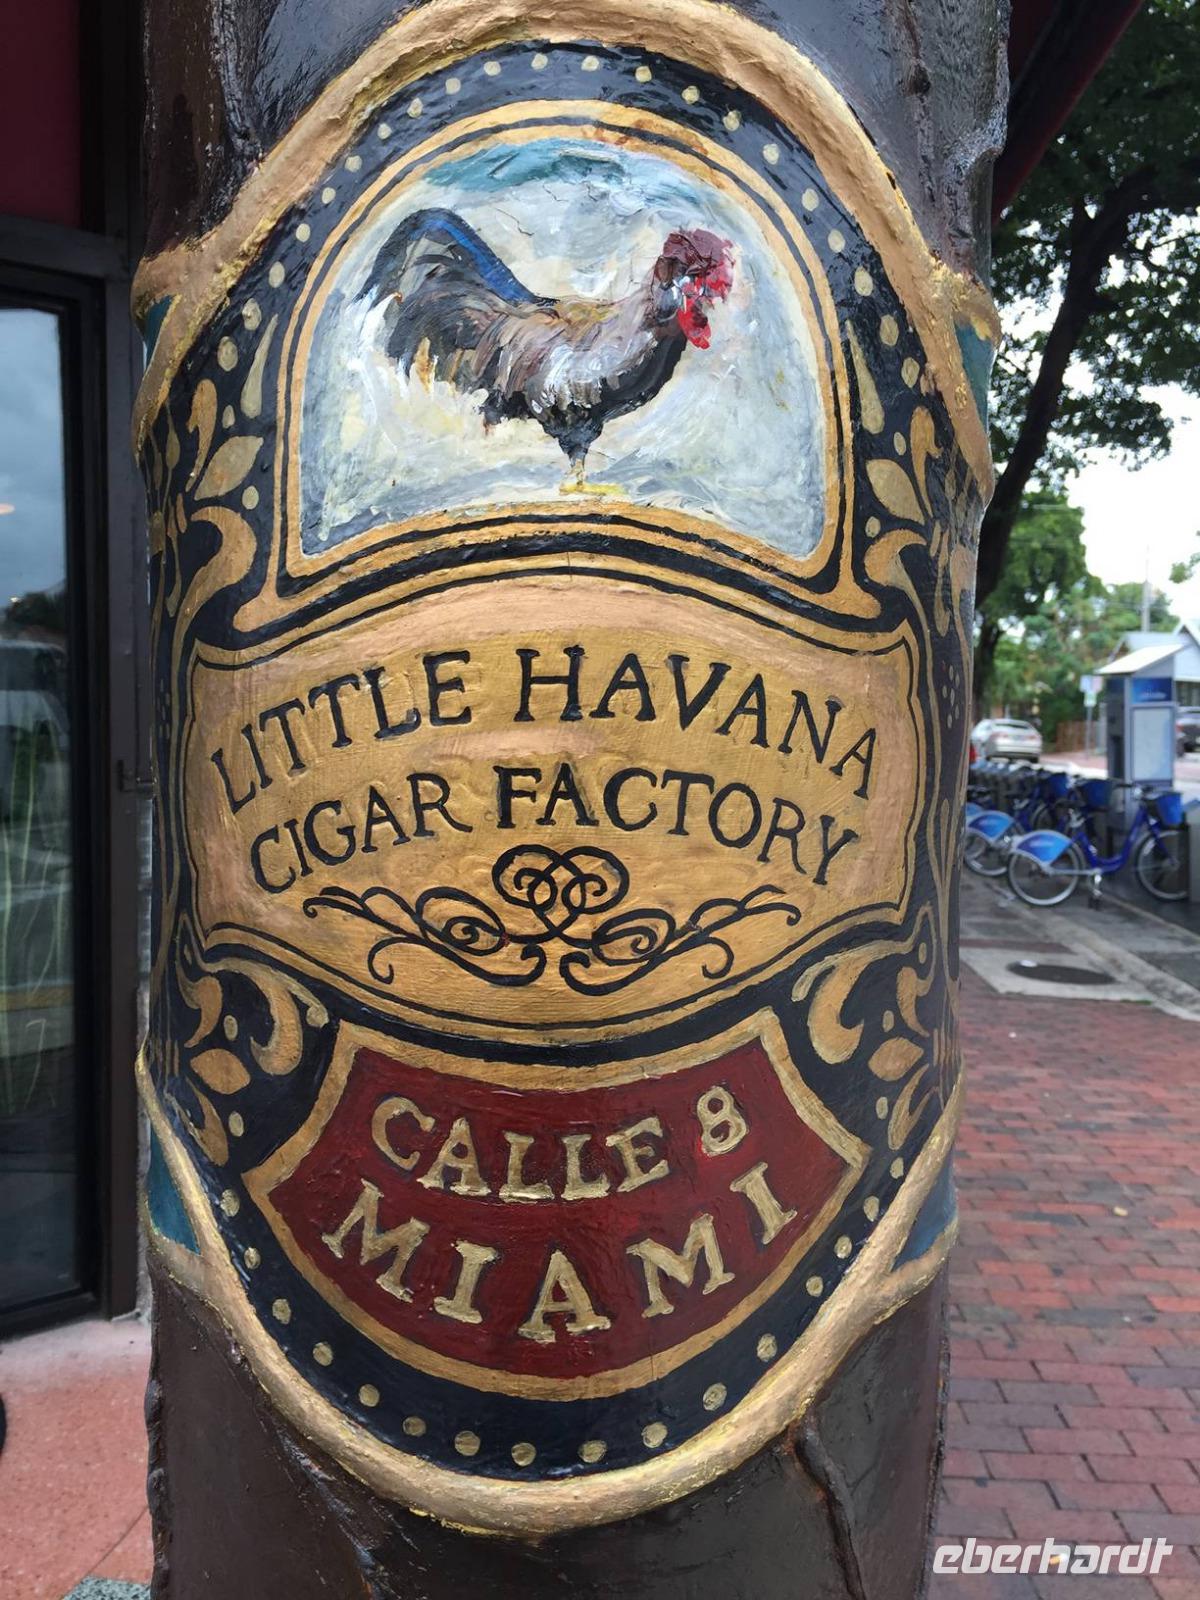 LITTLE HAVANA
CIGAR FACTORY
CALLE 8
MIAMI
eberhardt